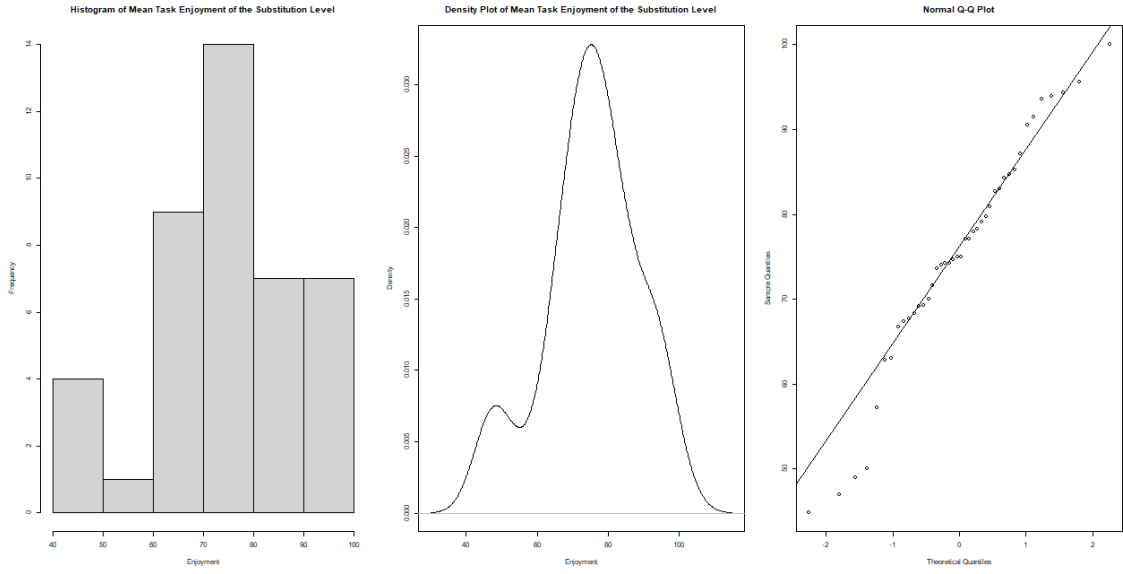 Histogram of Mean Task Enjoyment of the Substitution Level
Frequency
14
12
10
8
6
4
2
0
40 50 60 70 80 90 100
Enjoyment
Density Plot of Mean Task Enjoyment of the Substitution Level
Density
0.030
0.025
0.020
0.015
0.010
0.005
0.000
40 60 80 100
Enjoyment
Normal Q-Q Plot
Sample Quantiles
100
90
80
70
60
50
-2 -1 0 1 2
Theoretical Quantiles